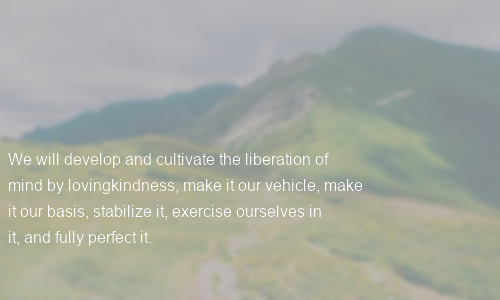 We will develop and cultivate the liberation of
mind by lovingkindness, make it our vehicle, make
it our basis, stabilize it, exercise ourselves in
it, and fully perfect it.